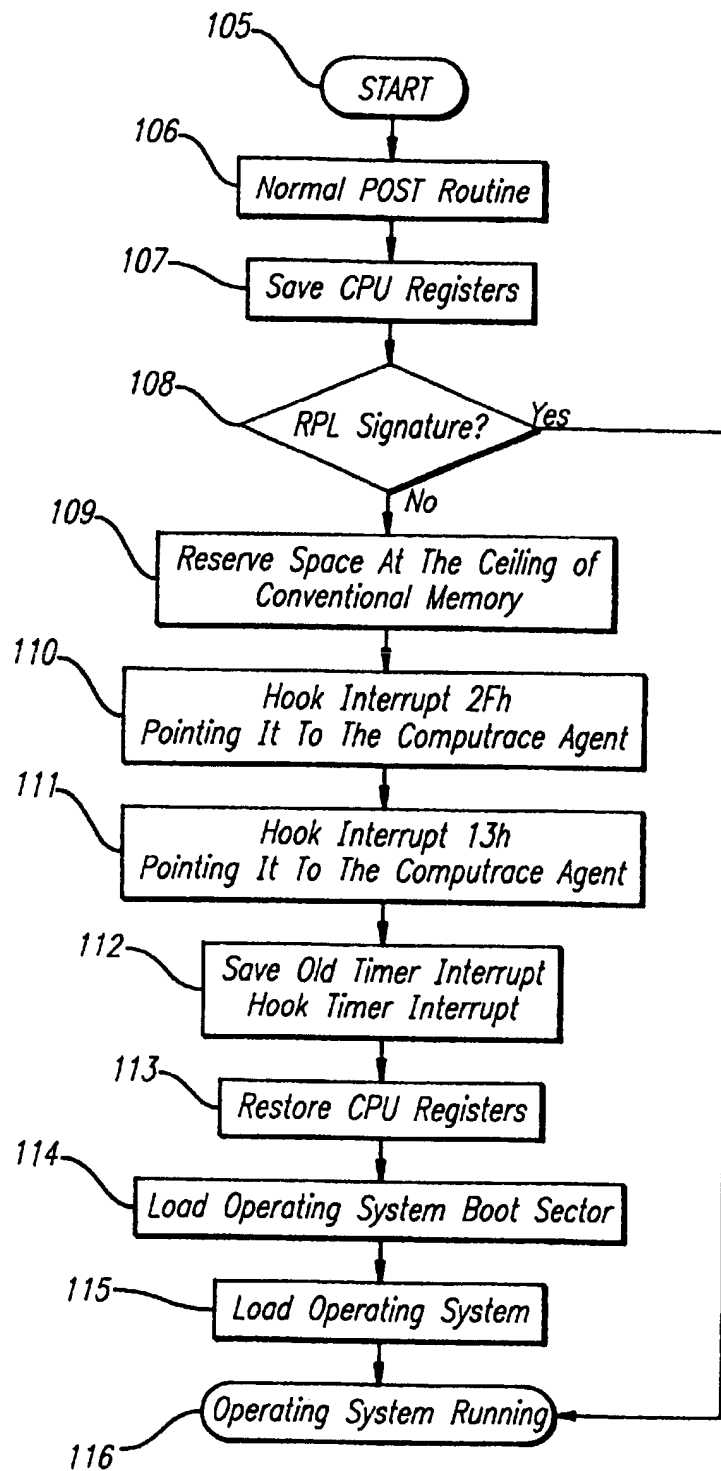 105
START
106
Normal POST Routine
107
Save CPU Registers
108
RPL Signature?
Yes
No
109
Reserve Space At The Ceiling of
Conventional Memory
110
Hook Interrupt 2Fh
Pointing It To The Computrace Agent
111
Hook Interrupt 13h
Pointing It To The Computrace Agent
112
Save Old Timer Interrupt
Hook Timer Interrupt
113
Restore CPU Registers
114
Load Operating System Boot Sector
115
Load Operating System
Operating System Running
116